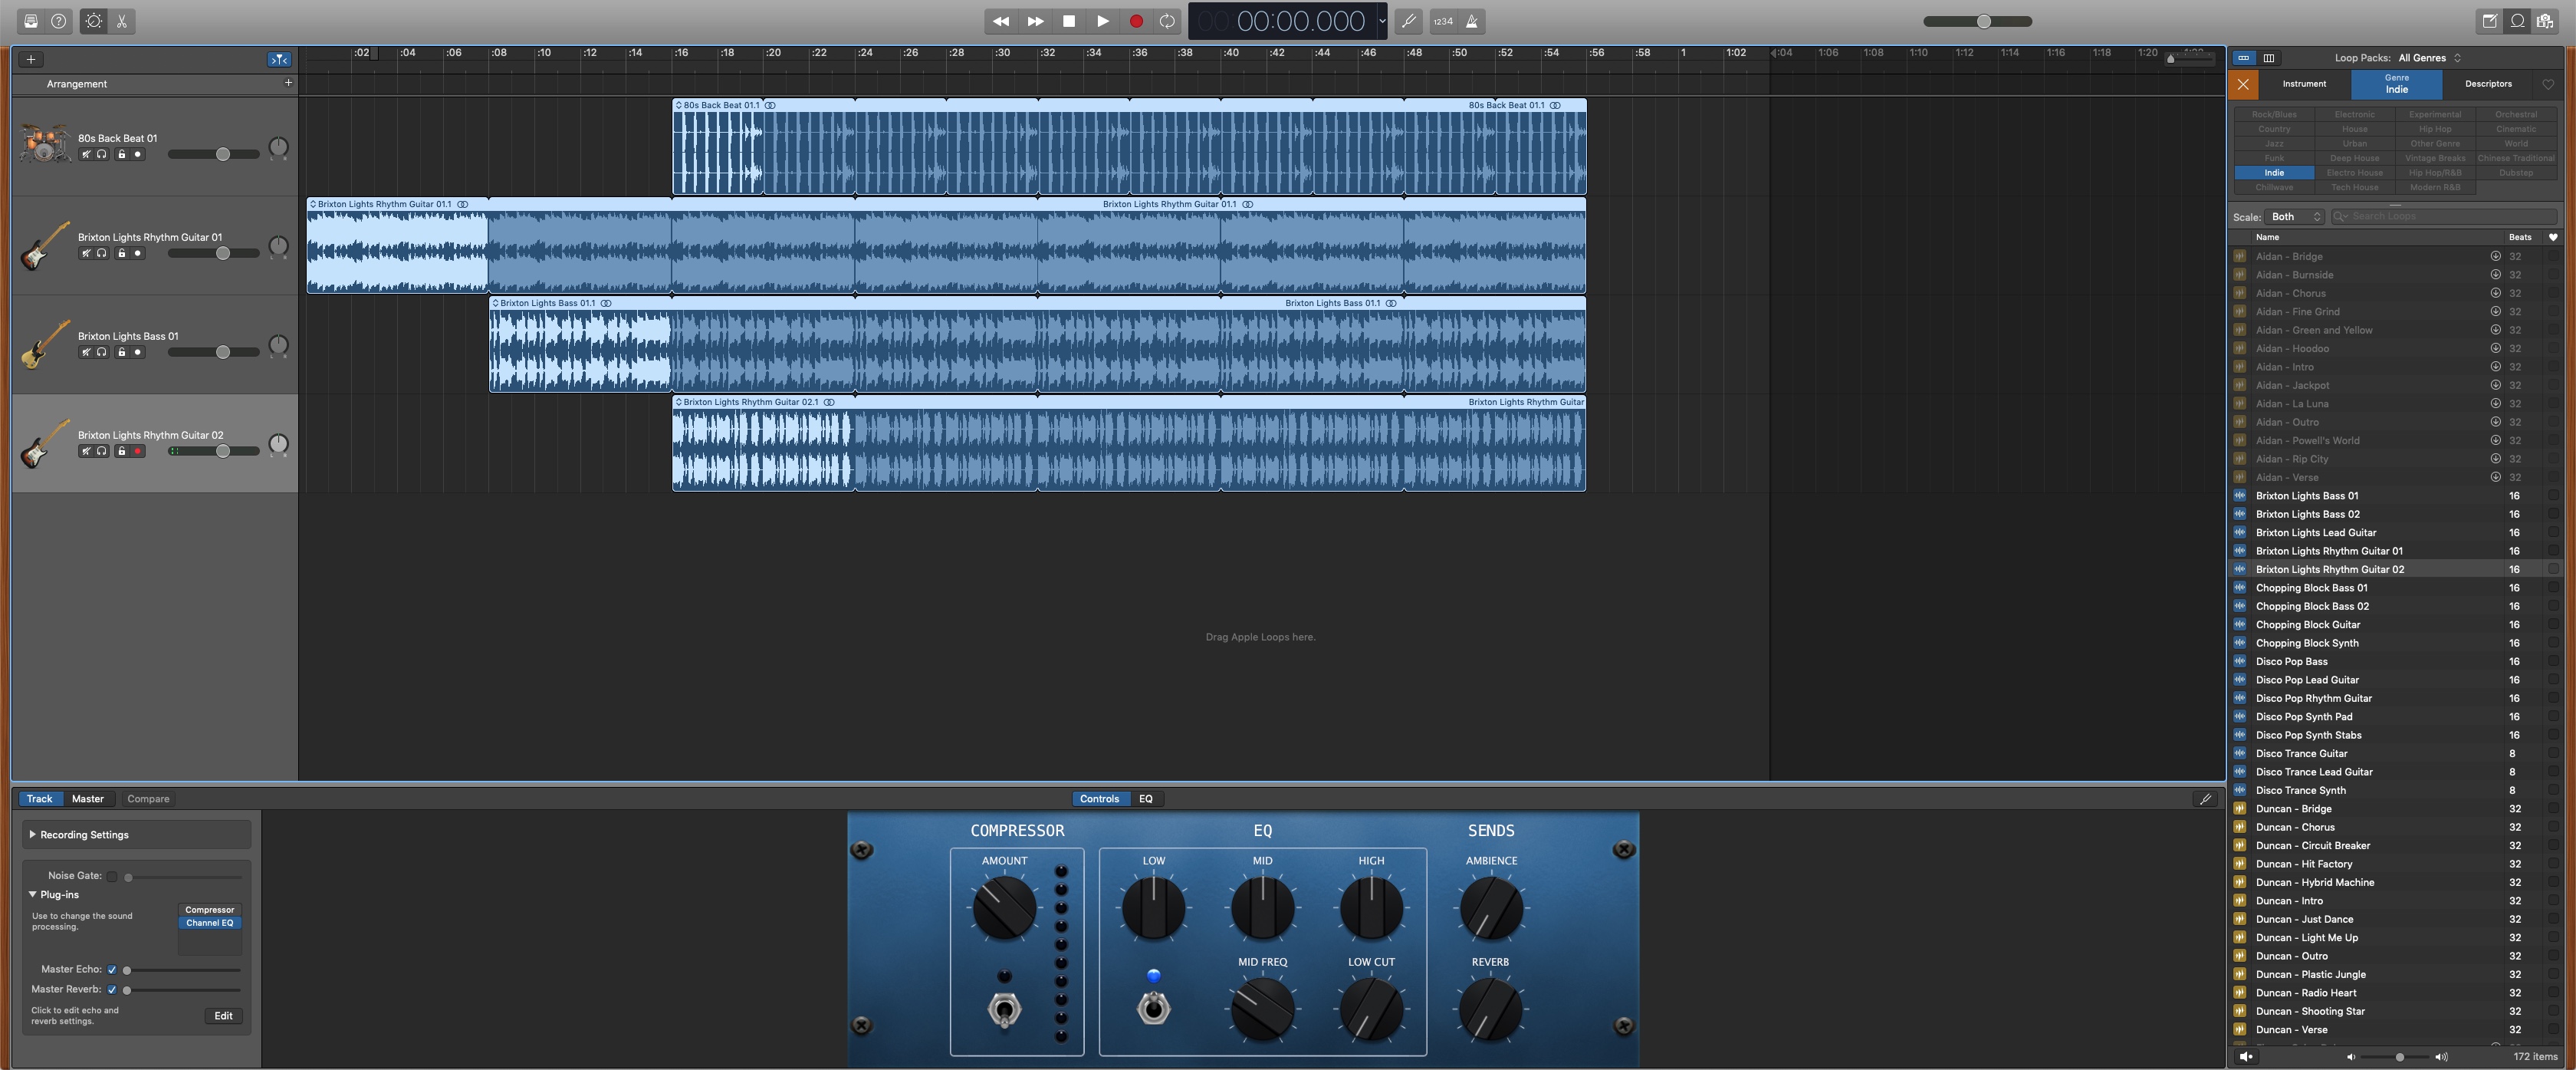 00:00.000
1234
:02 :04 :06 :08 :10 :12 :14 :16 :18 :20 :22 :24 :26 :28 :30 :32 :34 :36 :38 :40 :42 :44 :46 :48 :50 :52 :54 :56 :58 1 1:02 1:04 1:06 1:08 1:10 1:12 1:14 1:16 1:18 1:20
Arrangement
80s Back Beat 01
Brixton Lights Rhythm Guitar 01
Brixton Lights Bass 01
Brixton Lights Rhythm Guitar 02
80s Back Beat 01.1 80s Back Beat 01.1
Brixton Lights Rhythm Guitar 01.1 Brixton Lights Rhythm Guitar 01.1
Brixton Lights Bass 01.1 Brixton Lights Bass 01.1
Brixton Lights Rhythm Guitar 02.1 Brixton Lights Rhythm Guitar
Drag Apple Loops here.
Track Master Compare
Controls EQ
Recording Settings
Noise Gate:
Plug-ins
Use to change the sound
processing.
Compressor
Channel EQ
Master Echo:
Master Reverb:
Click to edit echo and
reverb settings.
Edit
COMPRESSOR EQ SENDS
AMOUNT LOW MID HIGH AMBIENCE
MID FREQ LOW CUT REVERB
Loop Packs: All Genres
Instrument Genre Descriptors
Indie
Rock/Blues Electronic Experimental Orchestral
Country House Hip Hop Cinematic
Jazz Urban Other Genre World
Funk Deep House Vintage Breaks Chinese Traditional
Indie Electro House Hip Hop/R&B Dubstep
Chillwave Tech House Modern R&B
Scale: Both Search Loops
Name Beats
Aidan - Bridge 32
Aidan - Burnside 32
Aidan - Chorus 32
Aidan - Fine Grind 32
Aidan - Green and Yellow 32
Aidan - Hoodoo 32
Aidan - Intro 32
Aidan - Jackpot 32
Aidan - La Luna 32
Aidan - Outro 32
Aidan - Powell's World 32
Aidan - Rip City 32
Aidan - Verse 32
Brixton Lights Bass 01 16
Brixton Lights Bass 02 16
Brixton Lights Lead Guitar 16
Brixton Lights Rhythm Guitar 01 16
Brixton Lights Rhythm Guitar 02 16
Chopping Block Bass 01 16
Chopping Block Bass 02 16
Chopping Block Guitar 16
Chopping Block Synth 16
Disco Pop Bass 16
Disco Pop Lead Guitar 16
Disco Pop Rhythm Guitar 16
Disco Pop Synth Pad 16
Disco Pop Synth Stabs 16
Disco Trance Guitar 8
Disco Trance Lead Guitar 8
Disco Trance Synth 8
Duncan - Bridge 32
Duncan - Chorus 32
Duncan - Circuit Breaker 32
Duncan - Hit Factory 32
Duncan - Hybrid Machine 32
Duncan - Intro 32
Duncan - Just Dance 32
Duncan - Light Me Up 32
Duncan - Outro 32
Duncan - Plastic Jungle 32
Duncan - Radio Heart 32
Duncan - Shooting Star 32
Duncan - Verse 32
172 items